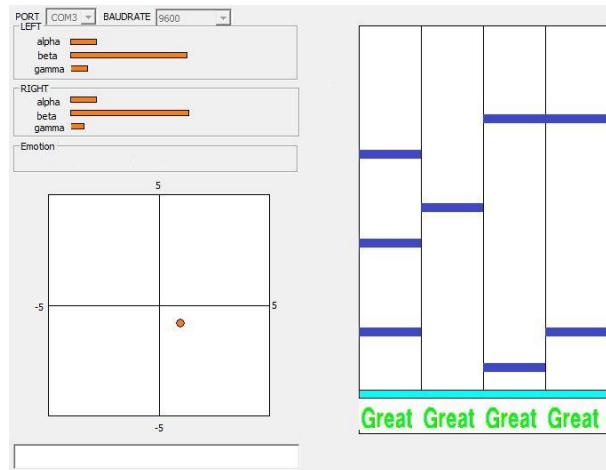 PORT COM3 BAUDRATE 9600
LEFT
alpha
beta
gamma
RIGHT
alpha
beta
gamma
Emotion
5
-5 5
-5
Great Great Great Great